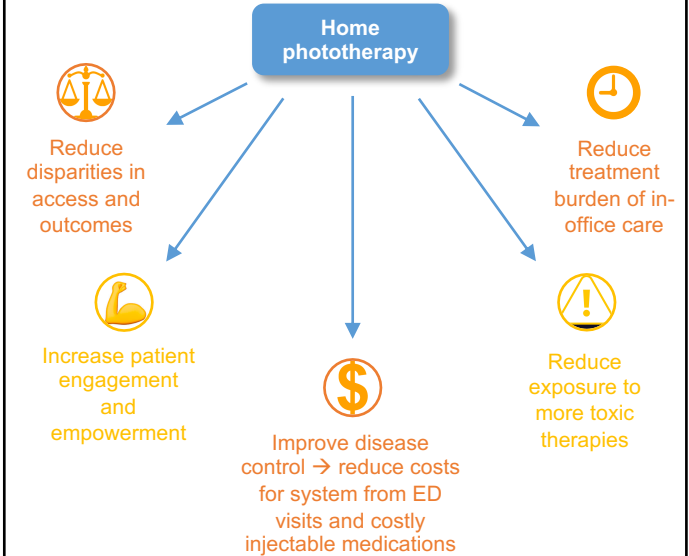 Home
phototherapy
Reduce
disparities in
access and
outcomes
Reduce
treatment
burden of in-
office care
Increase patient
engagement
and
empowerment
Reduce
exposure to
more toxic
therapies
$
Improve disease
control → reduce costs
for system from ED
visits and costly
injectable medications